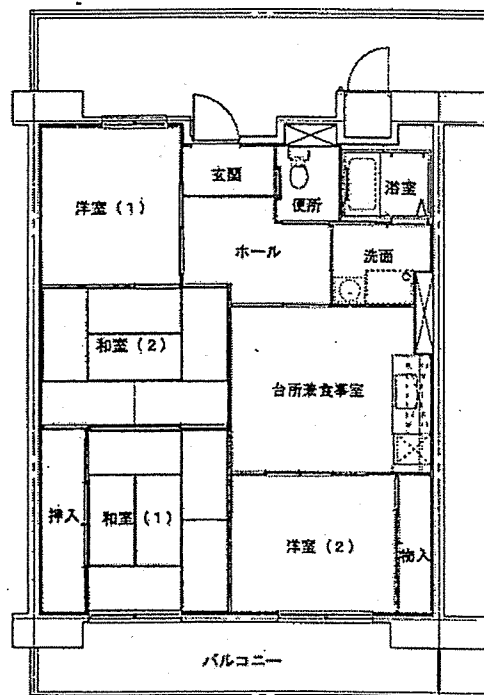 玄関
浴室
洋室（1）
便所
ホール
洗面
和室（2）
台所兼食事室
押入
和室（1）
洋室（2）
物入
バルコニー